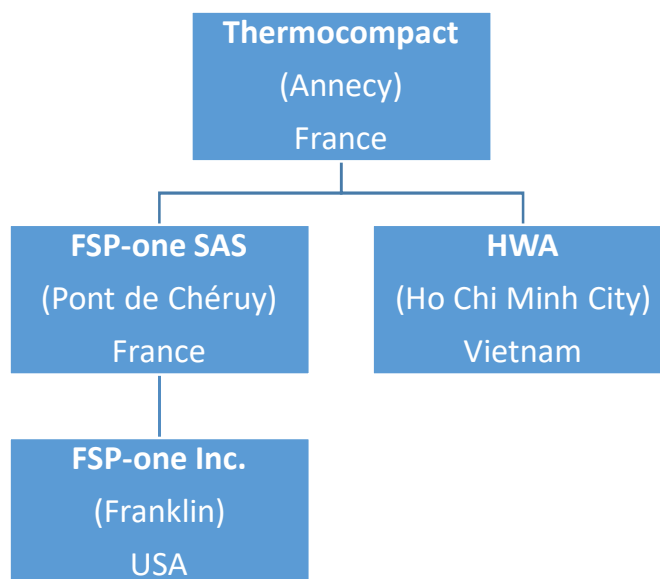 Thermocompact
(Annecy)
France
FSP-one SAS
(Pont de Chéruy)
France
HWA
(Ho Chi Minh City)
Vietnam
FSP-one Inc.
(Franklin)
USA